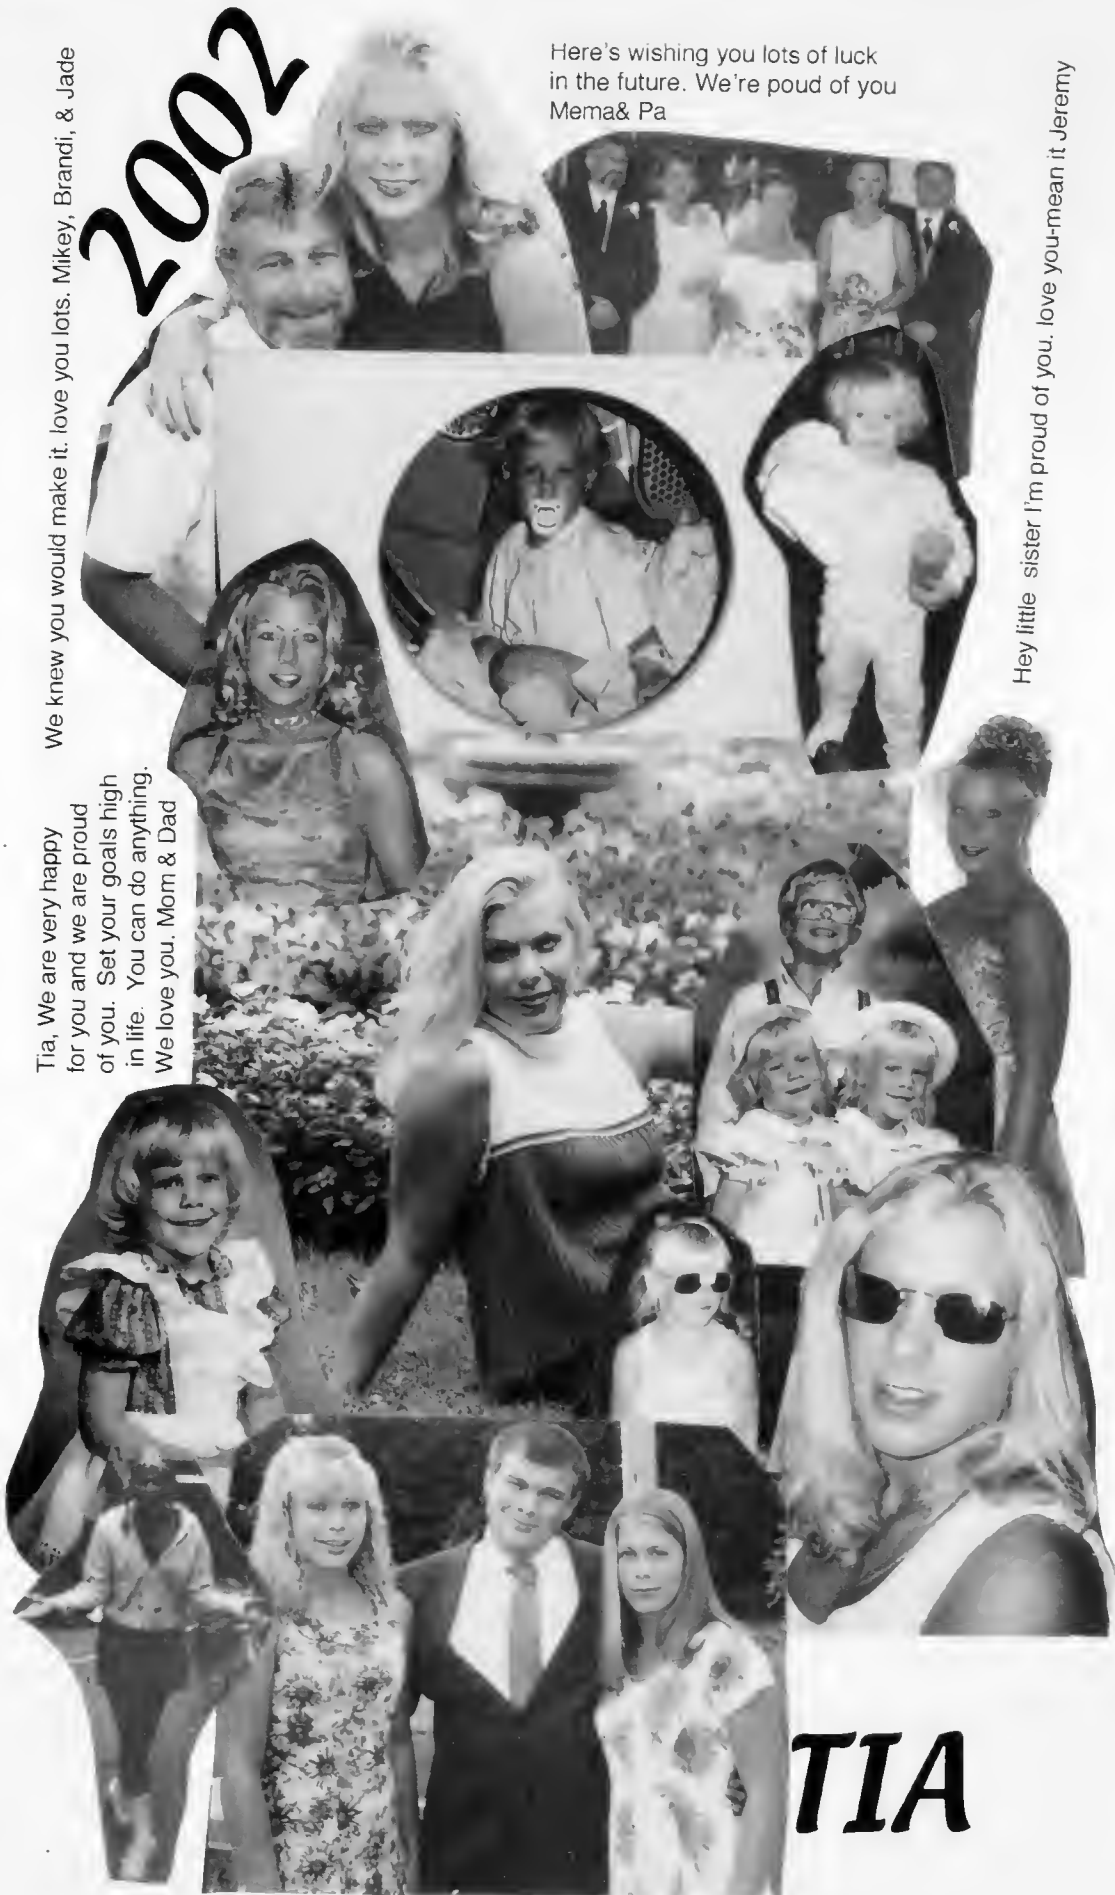 2002
Here's wishing you lots of luck
in the future. We're poud of you
Mema& Pa
We knew you would make it. love you lots. Mikey, Brandi, & Jade
Hey little sister I'm proud of you. love you-mean it Jeremy
Tia, We are very happy
for you and we are proud
of you. Set your goals high
in life. You can do anything.
We love you. Mom & Dad
TIA